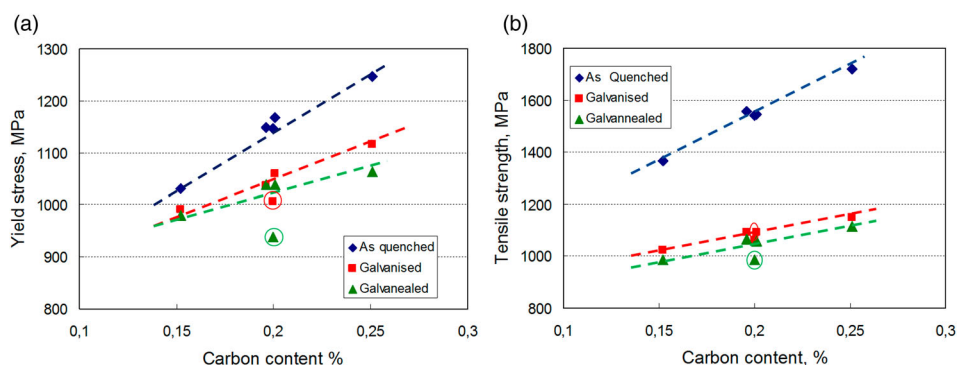 (a)
1300
1200
1100
1000
900
800
0,1
0,15
0,2
0,25
0,3
Yield stress, MPa
Carbon content %
As quenched
Galvanised
Galvanealed
(b)
1800
1600
1400
1200
1000
800
0,1
0,15
0,2
0,25
0,3
Tensile strength, MPa
Carbon content, %
As Quenched
Galvanised
Galvannealed